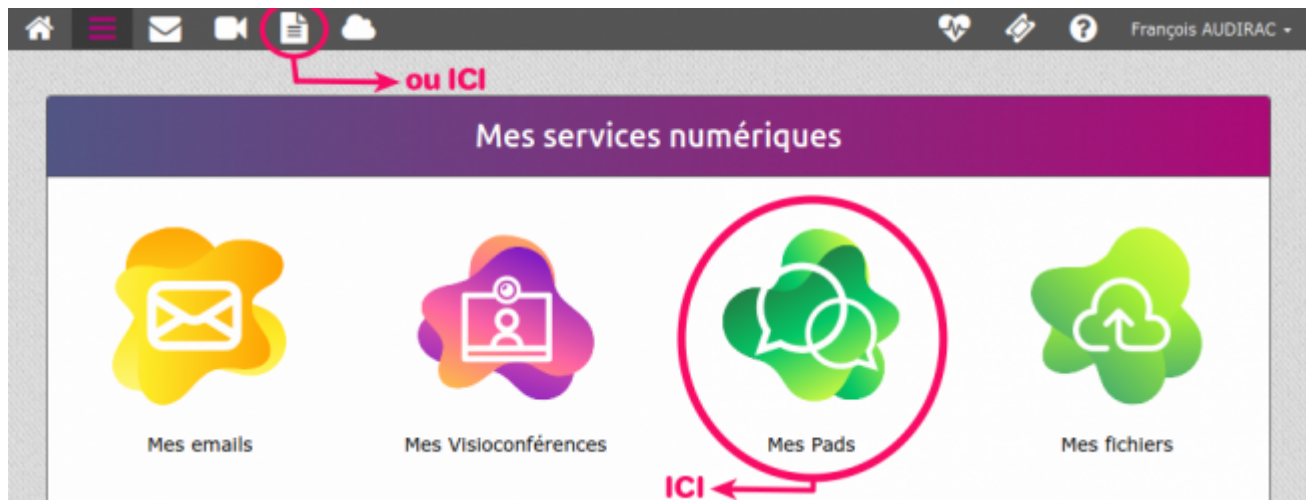 François AUDIRAC
ou ICI
Mes services numériques
Mes emails
Mes Visioconférences
Mes Pads
Mes fichiers
ICI